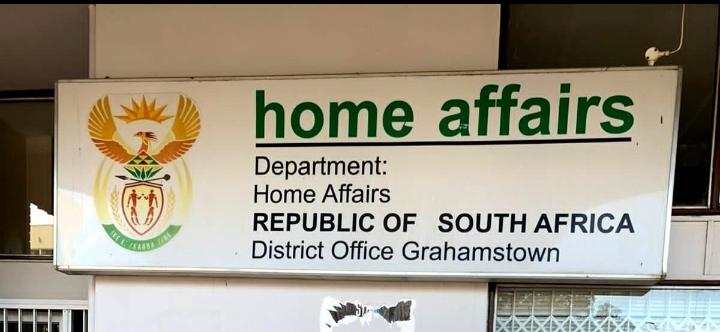 home affairs
Department:
Home Affairs
REPUBLIC OF SOUTH AFRICA
District Office Grahamstown